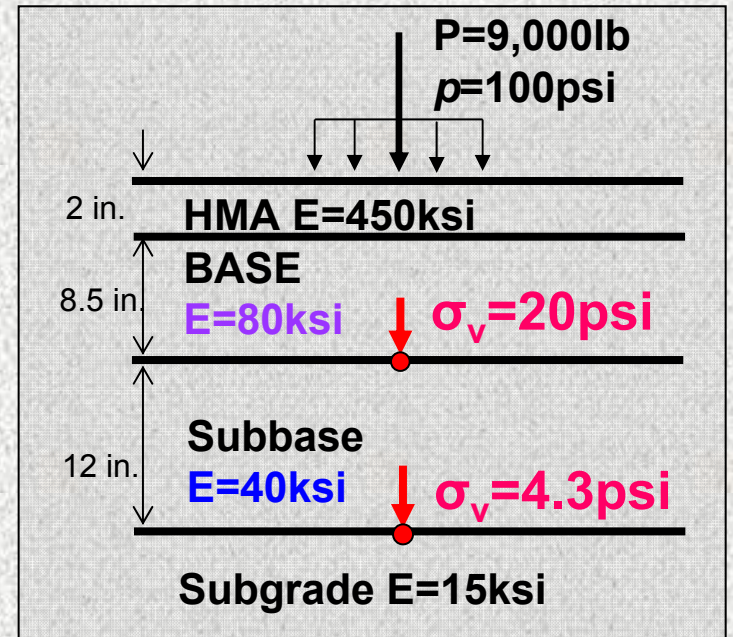 P=9,000lb
p=100psi
2 in.
HMA E=450ksi
BASE
8.5 in.
E=80ksi
σv=20psi
Subbase
12 in.
E=40ksi
σv=4.3psi
Subgrade E=15ksi